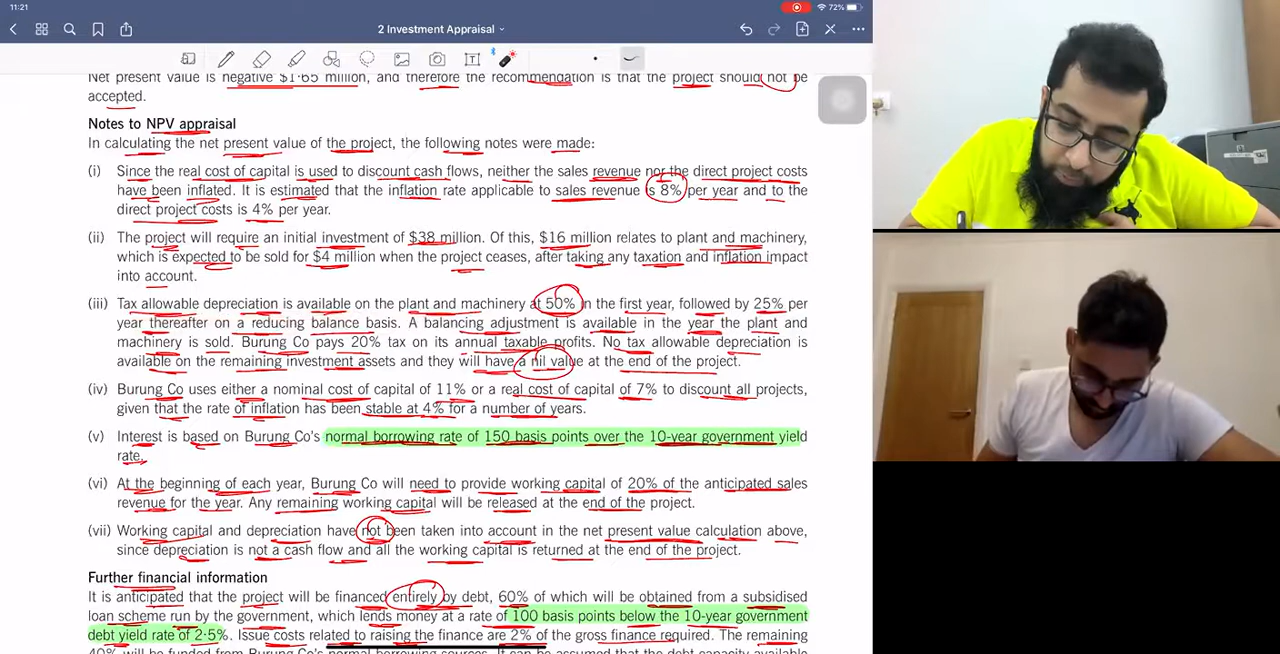 11:21
72%
2 Investment Appraisal
Net present value is negative $1·65 million, and therefore the recommendation is that the project should not be
accepted.
Notes to NPV appraisal
In calculating the net present value of the project, the following notes were made:
(i) Since the real cost of capital is used to discount cash flows, neither the sales revenue nor the direct project costs
have been inflated. It is estimated that the inflation rate applicable to sales revenue is 8% per year and to the
direct project costs is 4% per year.
(ii) The project will require an initial investment of $38 million. Of this, $16 million relates to plant and machinery,
which is expected to be sold for $4 million when the project ceases, after taking any taxation and inflation impact
into account.
(iii) Tax allowable depreciation is available on the plant and machinery at 50% in the first year, followed by 25% per
year thereafter on a reducing balance basis. A balancing adjustment is available in the year the plant and
machinery is sold. Burung Co pays 20% tax on its annual taxable profits. No tax allowable depreciation is
available on the remaining investment assets and they will have a nil value at the end of the project.
(iv) Burung Co uses either a nominal cost of capital of 11% or a real cost of capital of 7% to discount all projects,
given that the rate of inflation has been stable at 4% for a number of years.
(v) Interest is based on Burung Co's normal borrowing rate of 150 basis points over the 10-year government yield
rate.
(vi) At the beginning of each year, Burung Co will need to provide working capital of 20% of the anticipated sales
revenue for the year. Any remaining working capital will be released at the end of the project.
(vii) Working capital and depreciation have not been taken into account in the net present value calculation above,
since depreciation is not a cash flow and all the working capital is returned at the end of the project.
Further financial information
It is anticipated that the project will be financed entirely by debt, 60% of which will be obtained from a subsidised
loan scheme run by the government, which lends money at a rate of 100 basis points below the 10-year government
debt yield rate of 2·5%. Issue costs related to raising the finance are 2% of the gross finance required. The remaining
40% will be funded from Burung Co's normal borrowing sources. It can be assumed that the debt capacity available